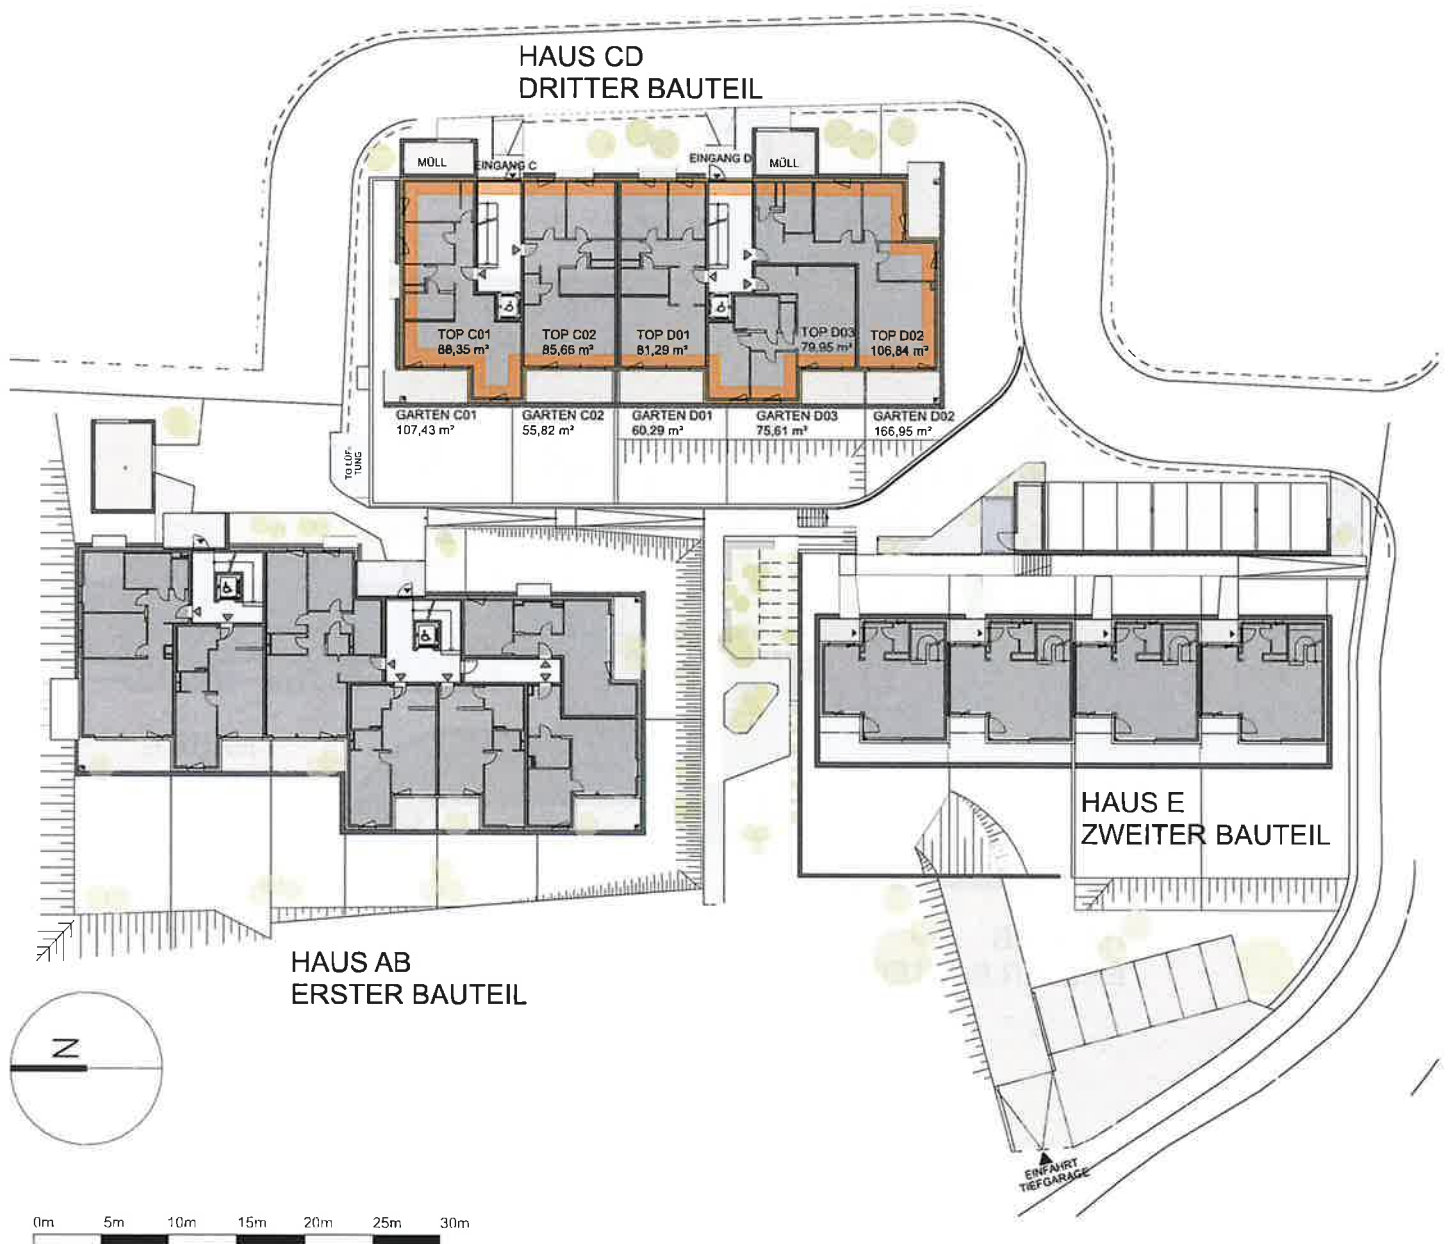 HAUS CD
DRITTER BAUTEIL
MÜLL
EINGANG C
EINGANG D
MÜLL
TOP C01
88,35 m²
TOP C02
85,66 m²
TOP D01
81,29 m²
TOP D03
79,95 m²
TOP D02
106,84 m²
GARTEN C01
107,43 m²
GARTEN C02
55,82 m²
GARTEN D01
60,29 m²
GARTEN D03
75,61 m²
GARTEN D02
166,95 m²
TG LÜF-
TUNG
HAUS E
ZWEITER BAUTEIL
HAUS AB
ERSTER BAUTEIL
N
EINFAHRT
TIEFGARAGE
0m 5m 10m 15m 20m 25m 30m